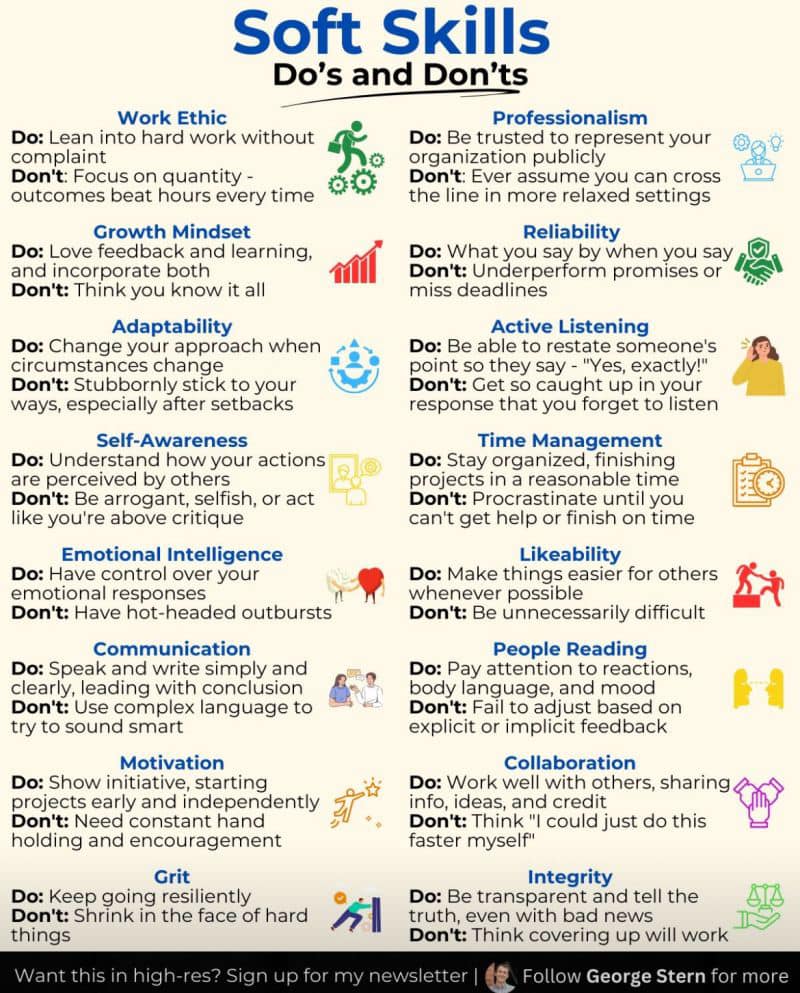 Soft Skills
Do's and Don'ts
Work Ethic
Do: Lean into hard work without
complaint
Don't: Focus on quantity -
outcomes beat hours every time
Growth Mindset
Do: Love feedback and learning,
and incorporate both
Don't: Think you know it all
Adaptability
Do: Change your approach when
circumstances change
Don't: Stubbornly stick to your
ways, especially after setbacks
Self-Awareness
Do: Understand how your actions
are perceived by others
Don't: Be arrogant, selfish, or act
like you're above critique
Emotional Intelligence
Do: Have control over your
emotional responses
Don't: Have hot-headed outbursts
Communication
Do: Speak and write simply and
clearly, leading with conclusion
Don't: Use complex language to
try to sound smart
Motivation
Do: Show initiative, starting
projects early and independently
Don't: Need constant hand
holding and encouragement
Grit
Do: Keep going resiliently
Don't: Shrink in the face of hard
things
Professionalism
Do: Be trusted to represent your
organization publicly
Don't: Ever assume you can cross
the line in more relaxed settings
Reliability
Do: What you say by when you say
Don't: Underperform promises or
miss deadlines
Active Listening
Do: Be able to restate someone's
point so they say - "Yes, exactly!"
Don't: Get so caught up in your
response that you forget to listen
Time Management
Do: Stay organized, finishing
projects in a reasonable time
Don't: Procrastinate until you
can't get help or finish on time
Likeability
Do: Make things easier for others
whenever possible
Don't: Be unnecessarily difficult
People Reading
Do: Pay attention to reactions,
body language, and mood
Don't: Fail to adjust based on
explicit or implicit feedback
Collaboration
Do: Work well with others, sharing
info, ideas, and credit
Don't: Think "I could just do this
faster myself"
Integrity
Do: Be transparent and tell the
truth, even with bad news
Don't: Think covering up will work
Want this in high-res? Sign up for my newsletter | Follow George Stern for more